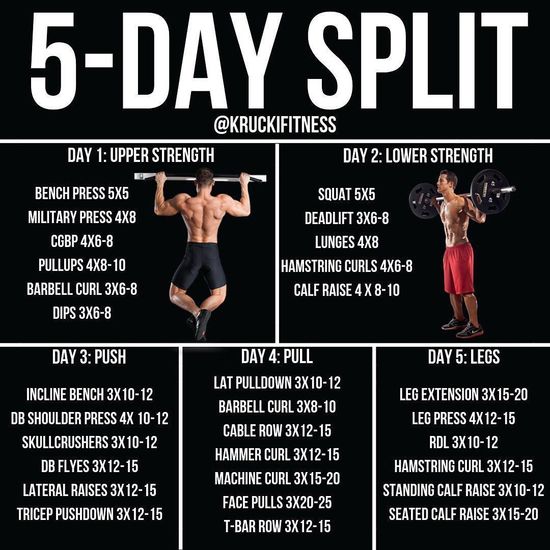 5-DAY SPLIT
@KRUCKIFITNESS
DAY 1: UPPER STRENGTH
BENCH PRESS 5X5
MILITARY PRESS 4X8
CGBP 4X6-8
PULLUPS 4X8-10
BARBELL CURL 3X6-8
DIPS 3X6-8
DAY 2: LOWER STRENGTH
SQUAT 5X5
DEADLIFT 3X6-8
LUNGES 4X8
HAMSTRING CURLS 4X6-8
CALF RAISE 4 X 8-10
DAY 3: PUSH
INCLINE BENCH 3X10-12
DB SHOULDER PRESS 4X 10-12
SKULLCRUSHERS 3X10-12
DB FLYES 3X12-15
LATERAL RAISES 3X12-15
TRICEP PUSHDOWN 3X12-15
DAY 4: PULL
LAT PULLDOWN 3X10-12
BARBELL CURL 3X8-10
CABLE ROW 3X12-15
HAMMER CURL 3X12-15
MACHINE CURL 3X15-20
FACE PULLS 3X20-25
T-BAR ROW 3X12-15
DAY 5: LEGS
LEG EXTENSION 3X15-20
LEG PRESS 4X12-15
RDL 3X10-12
HAMSTRING CURL 3X12-15
STANDING CALF RAISE 3X10-12
SEATED CALF RAISE 3X15-20